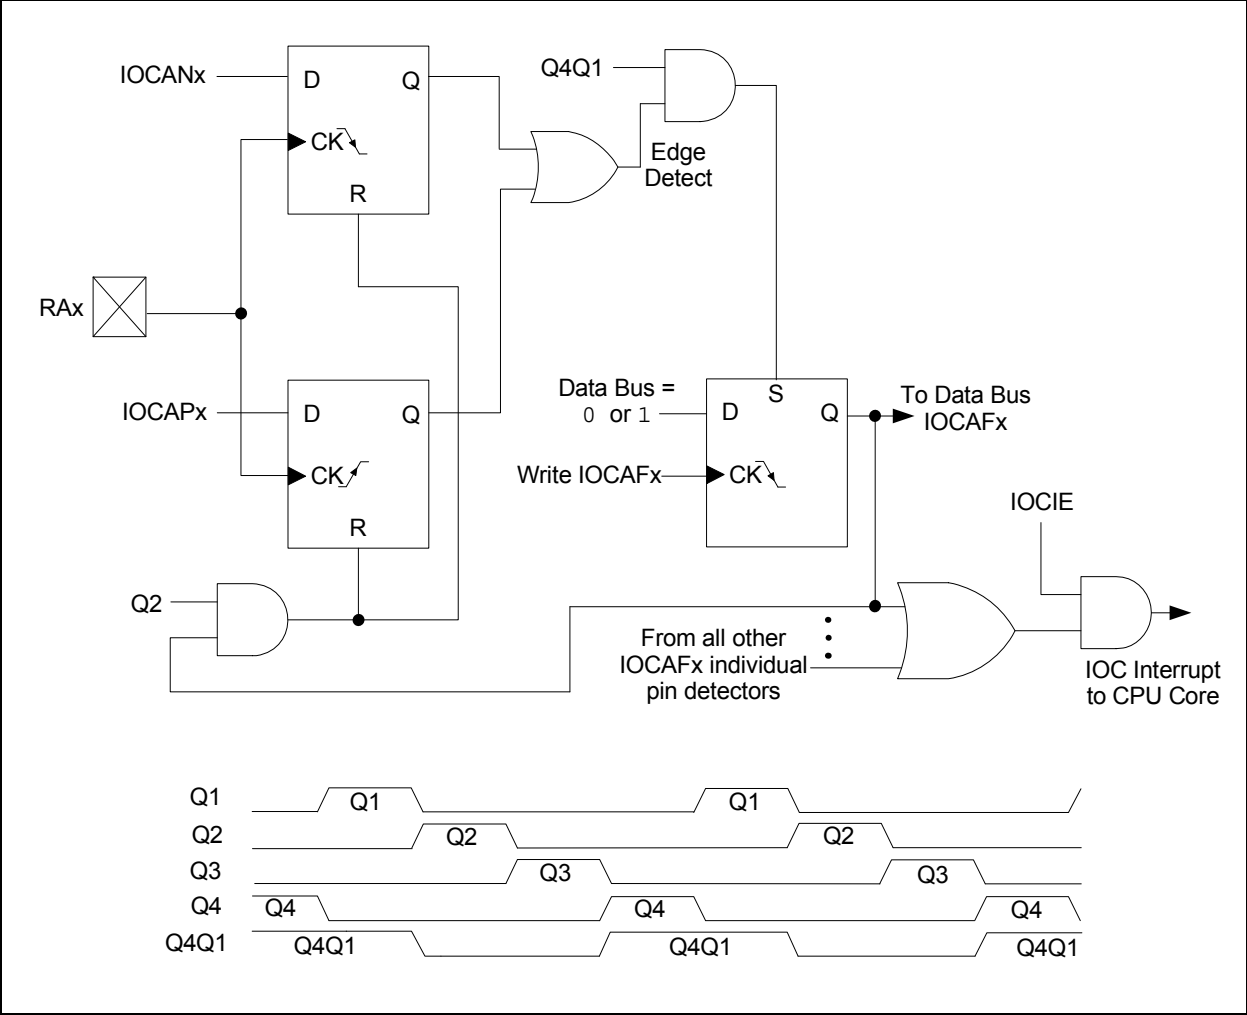 IOCANx
D
Q
CK
R
Q4Q1
Edge
Detect
RAx
IOCAPx
D
Q
CK
R
Data Bus =
0 or 1
S
D
Q
To Data Bus
IOCAFx
Write IOCAFx
CK
IOCIE
Q2
From all other
IOCAFx individual
pin detectors
IOC Interrupt
to CPU Core
Q1
Q1
Q1
Q2
Q2
Q2
Q3
Q3
Q3
Q4
Q4
Q4
Q4
Q4Q1
Q4Q1
Q4Q1
Q4Q1